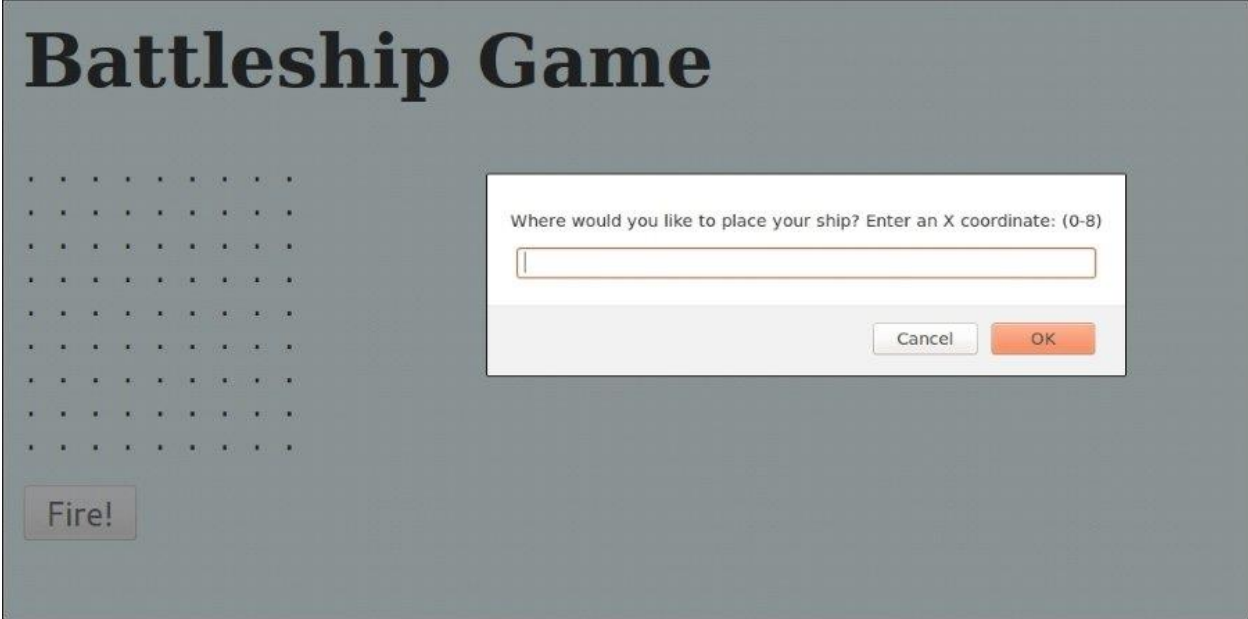 Battleship Game
. . . . . . . . .
. . . . . . . . .
. . . . . . . . .
. . . . . . . . .
. . . . . . . . .
. . . . . . . . .
. . . . . . . . .
. . . . . . . . .
. . . . . . . . .
Where would you like to place your ship? Enter an X coordinate: (0-8)
Cancel OK
Fire!